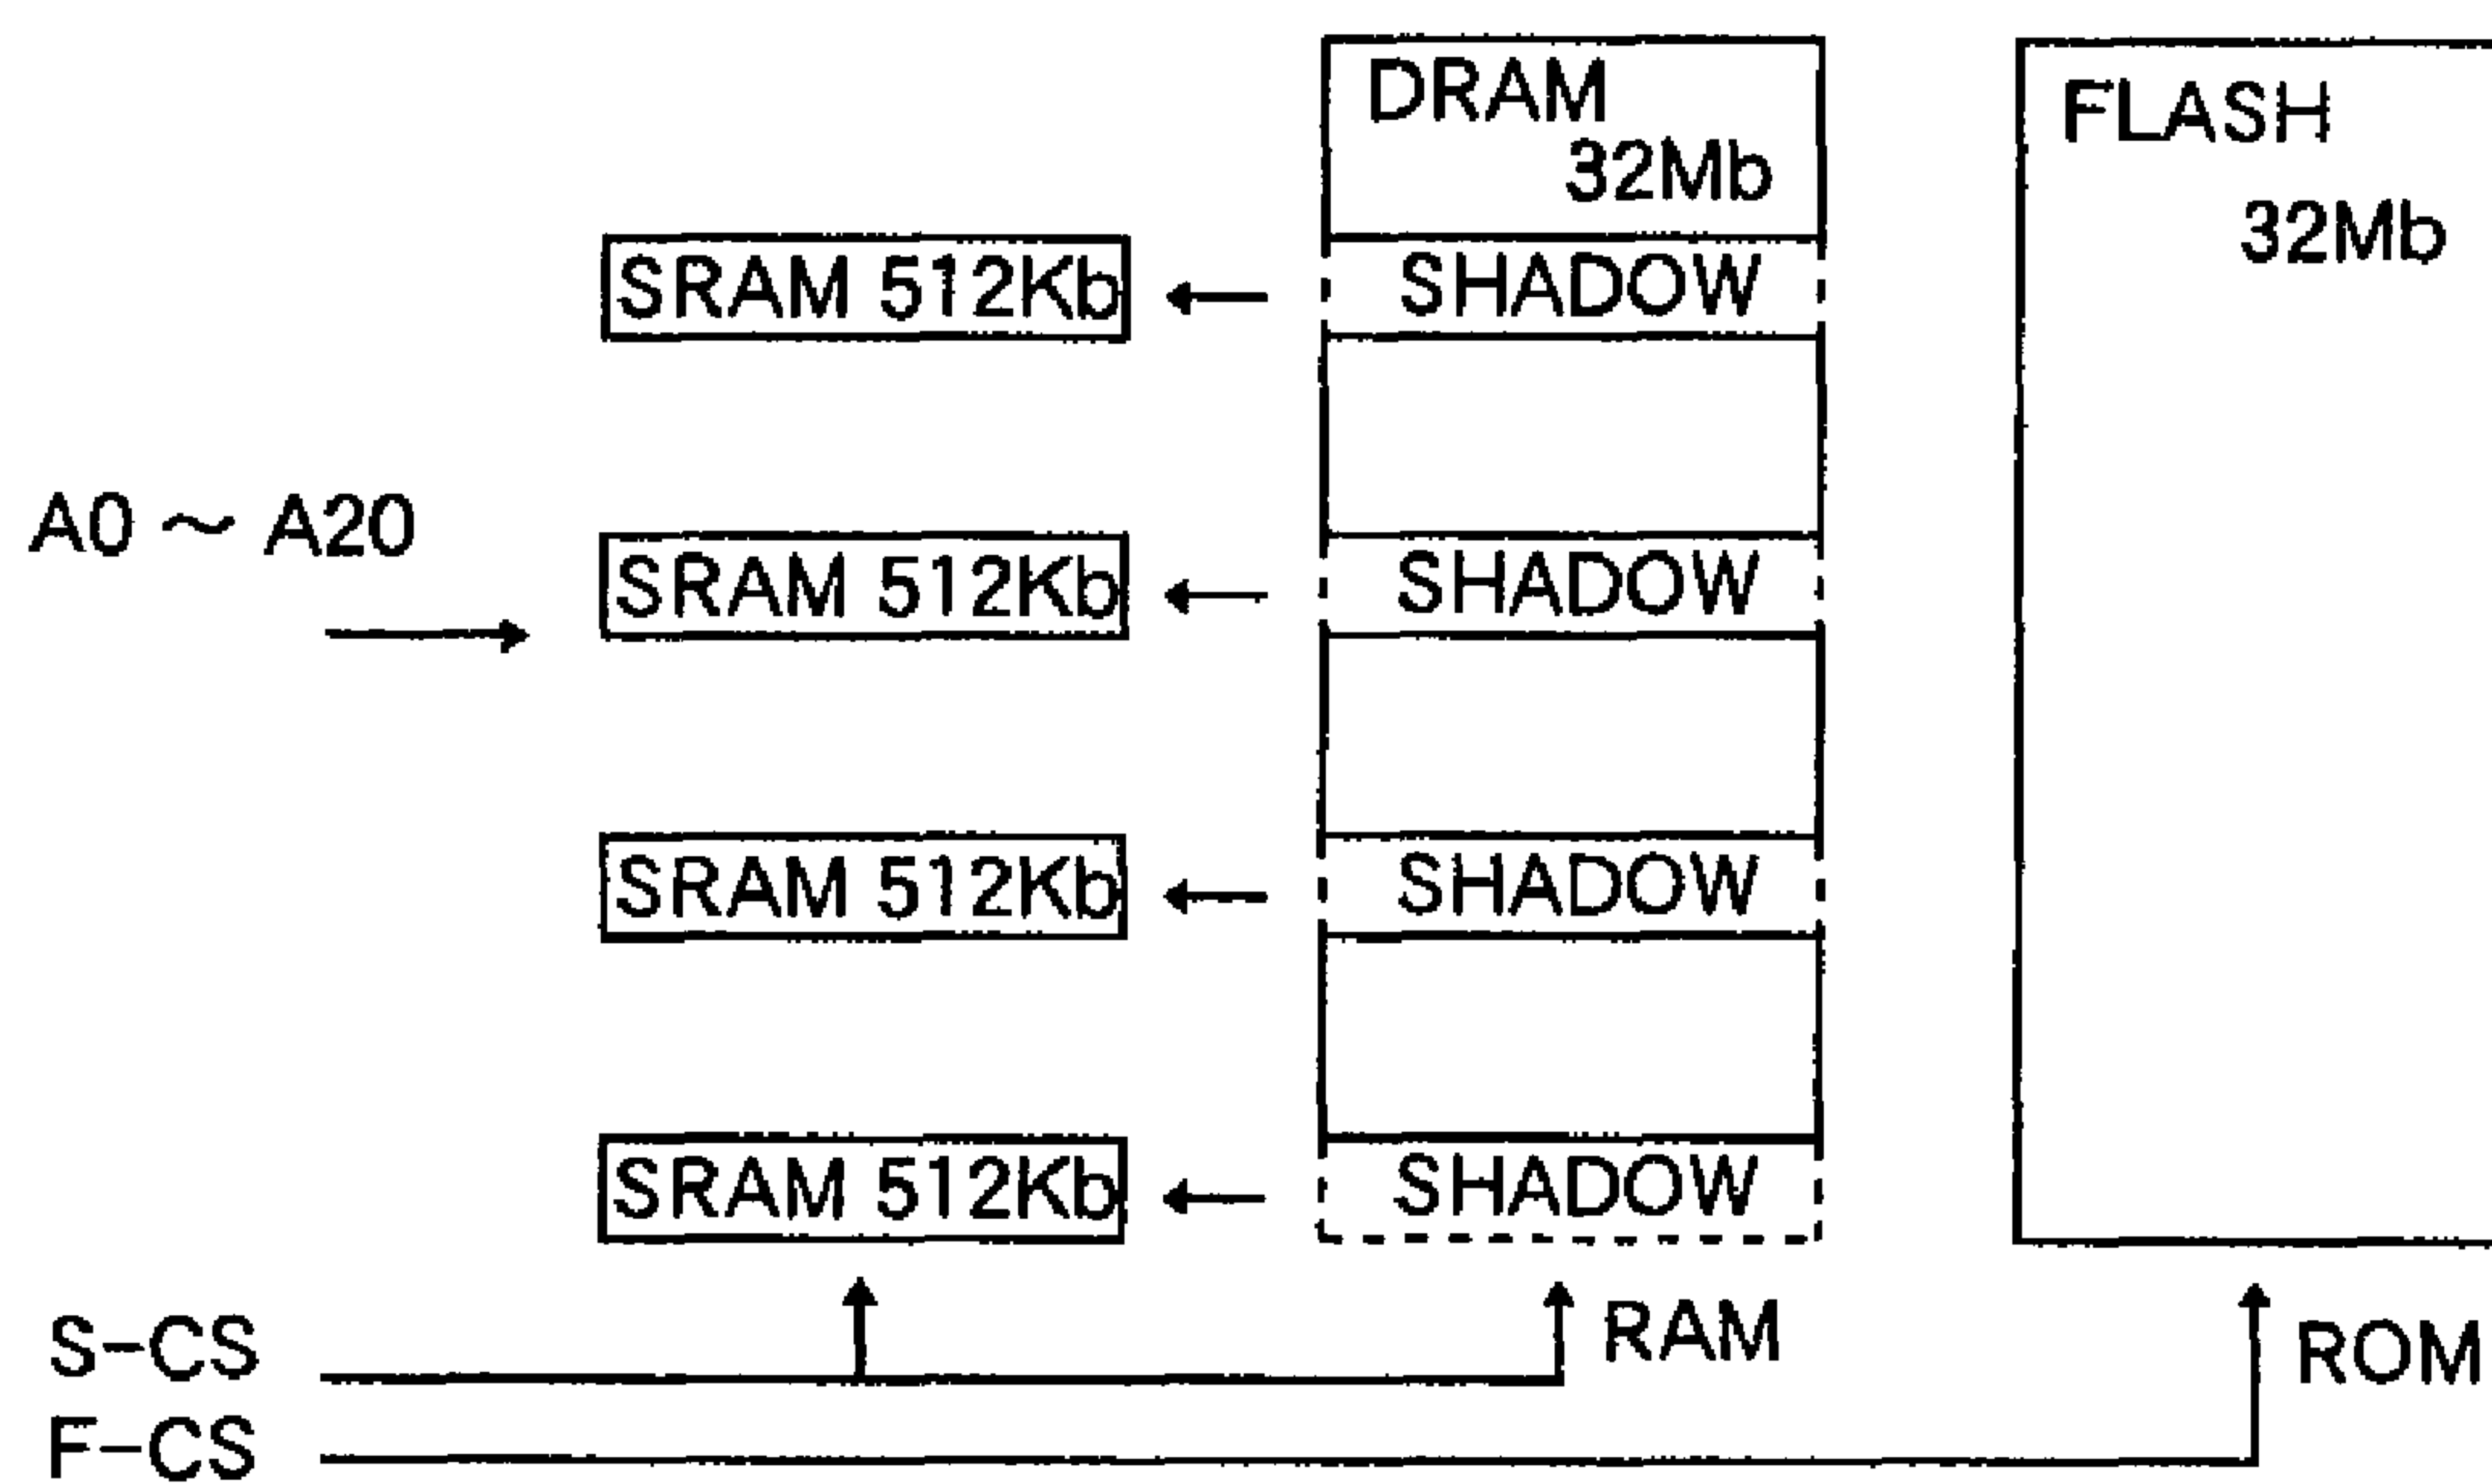 DRAM
32Mb
FLASH
32Mb
SRAM 512Kb
SHADOW
A0 ~ A20
SRAM 512Kb
SHADOW
SRAM 512Kb
SHADOW
SRAM 512Kb
SHADOW
S-CS
RAM
ROM
F-CS